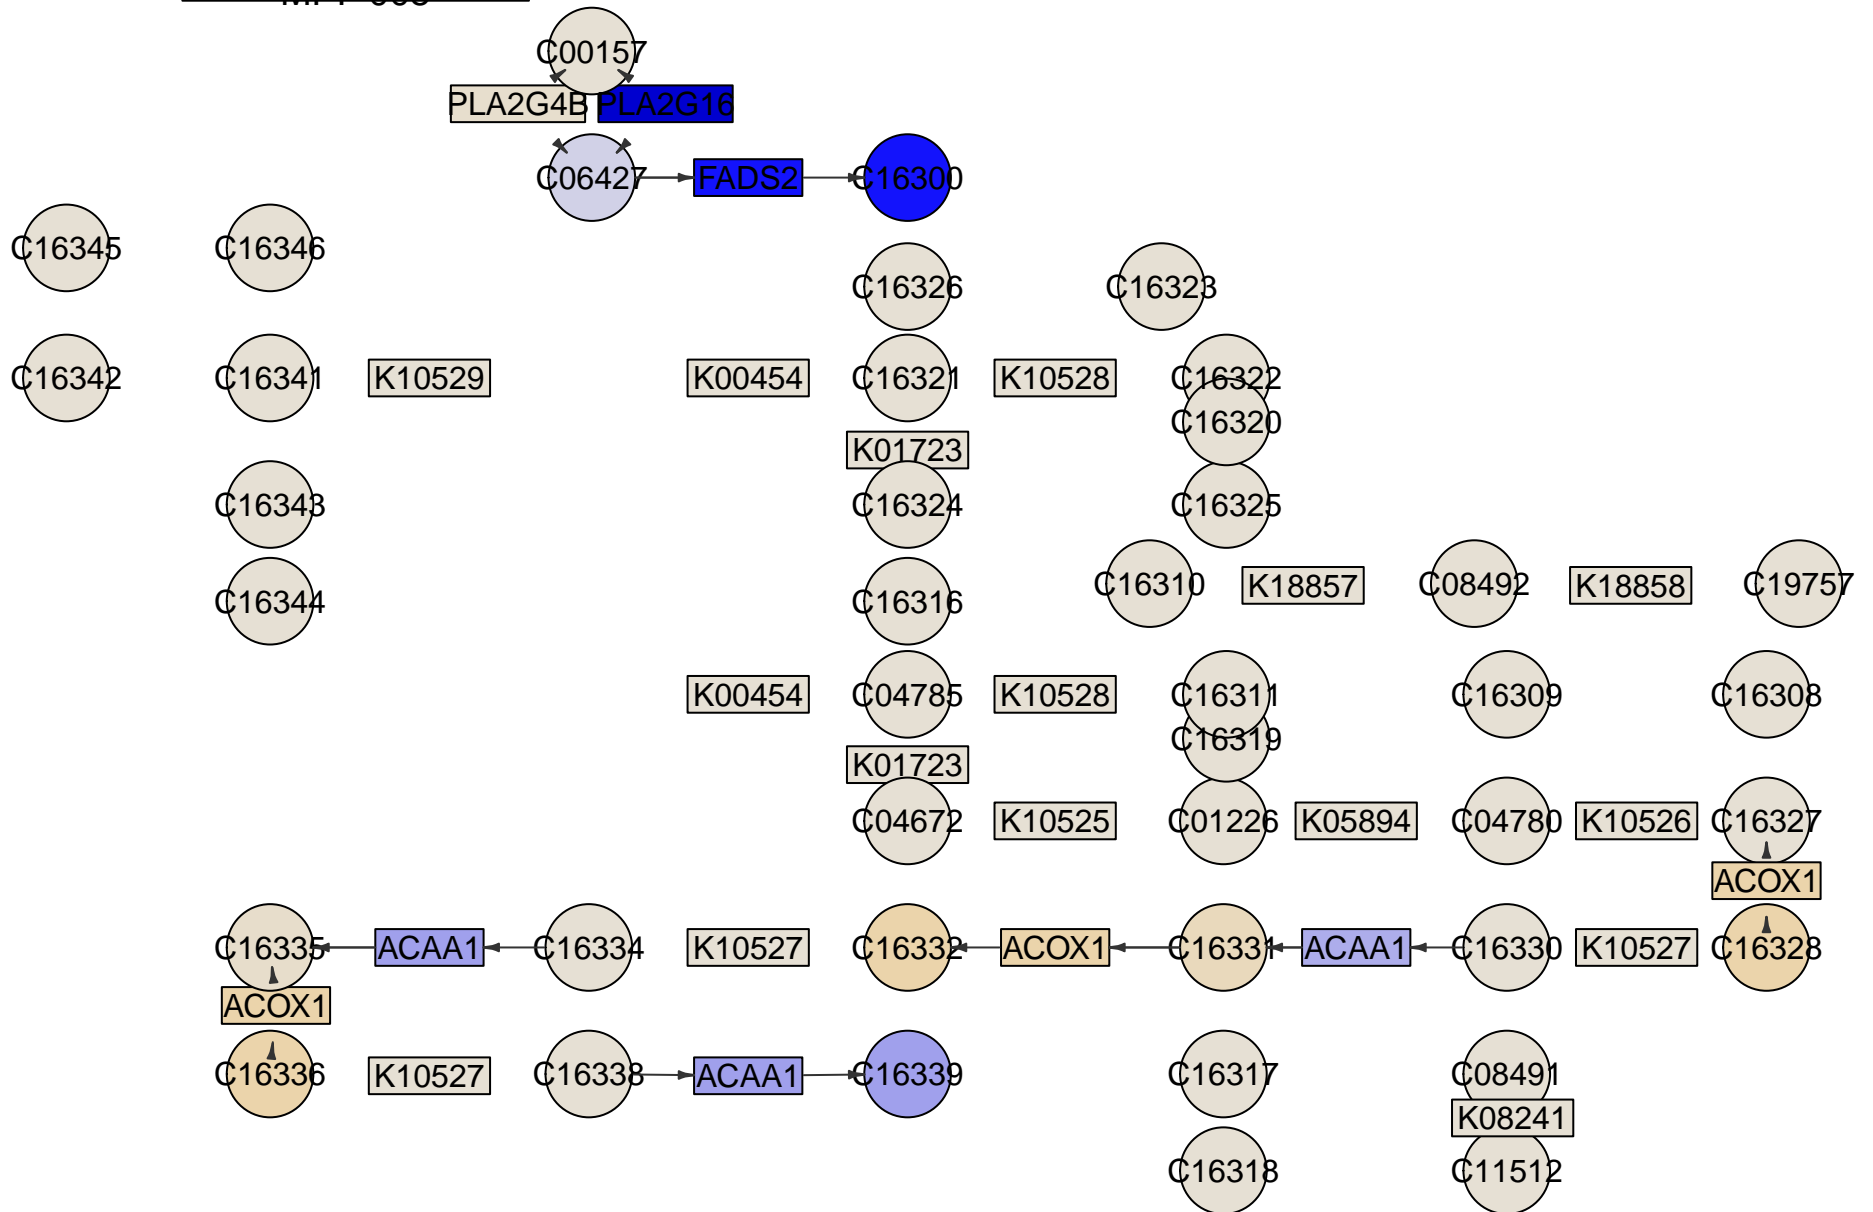 C00157
PLA2G4B PLA2G16
C06427 FADS2 C16300
C16345 C16346
C16326 C16323
C16342 C16341 K10529 K00454 C16321 K10528 C16322
C16320
K01723
C16343 C16324 C16325
C16310 K18857 C08492 K18858 C19757
C16344 C16316
K00454 C04785 K10528 C16311 C16309 C16308
C16319
K01723
C04672 K10525 C01226 K05894 C04780 K10526 C16327
ACOX1
C16335 ACAA1 C16334 K10527 C16332 ACOX1 C16331 ACAA1 C16330 K10527 C16328
ACOX1
C16336 K10527 C16338 ACAA1 C16339 C16317 C08491
K08241
C16318 C11512